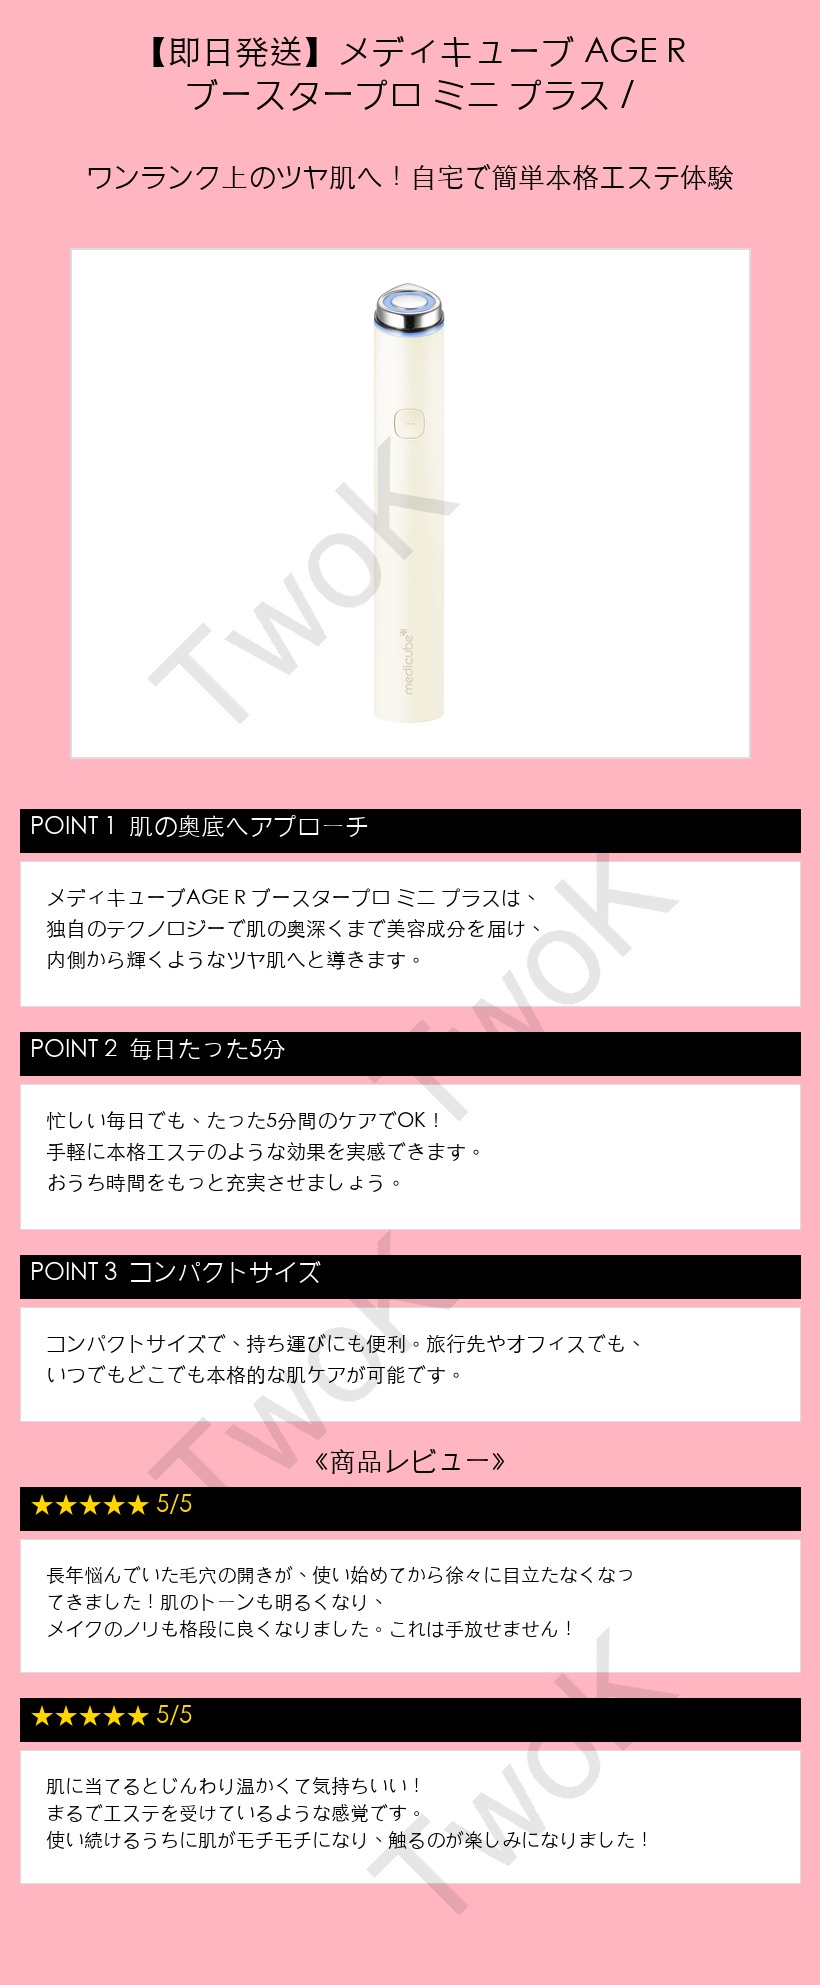 【即日発送】メディキューブ AGE R
ブースタープロ ミニ プラス /
ワンランク上のツヤ肌へ！自宅で簡単本格エステ体験
medicube
TwoK
POINT 1 肌の奥底へアプローチ
メディキューブAGE R ブースタープロ ミニ プラスは、
独自のテクノロジーで肌の奥深くまで美容成分を届け、
内側から輝くようなツヤ肌へと導きます。
TwoK
POINT 2 毎日たった5分
忙しい毎日でも、たった5分間のケアでOK！
手軽に本格エステのような効果を実感できます。
おうち時間をもっと充実させましょう。
POINT 3 コンパクトサイズ
コンパクトサイズで、持ち運びにも便利。旅行先やオフィスでも、
いつでもどこでも本格的な肌ケアが可能です。
TwoK
《商品レビュー》
★★★★★ 5/5
長年悩んでいた毛穴の開きが、使い始めてから徐々に目立たなくなっ
てきました！肌のトーンも明るくなり、
メイクのノリも格段に良くなりました。これは手放せません！
★★★★★ 5/5
肌に当てるとじんわり温かくて気持ちいい！
まるでエステを受けているような感覚です。
使い続けるうちに肌がモチモチになり、触るのが楽しみになりました！
TwoK